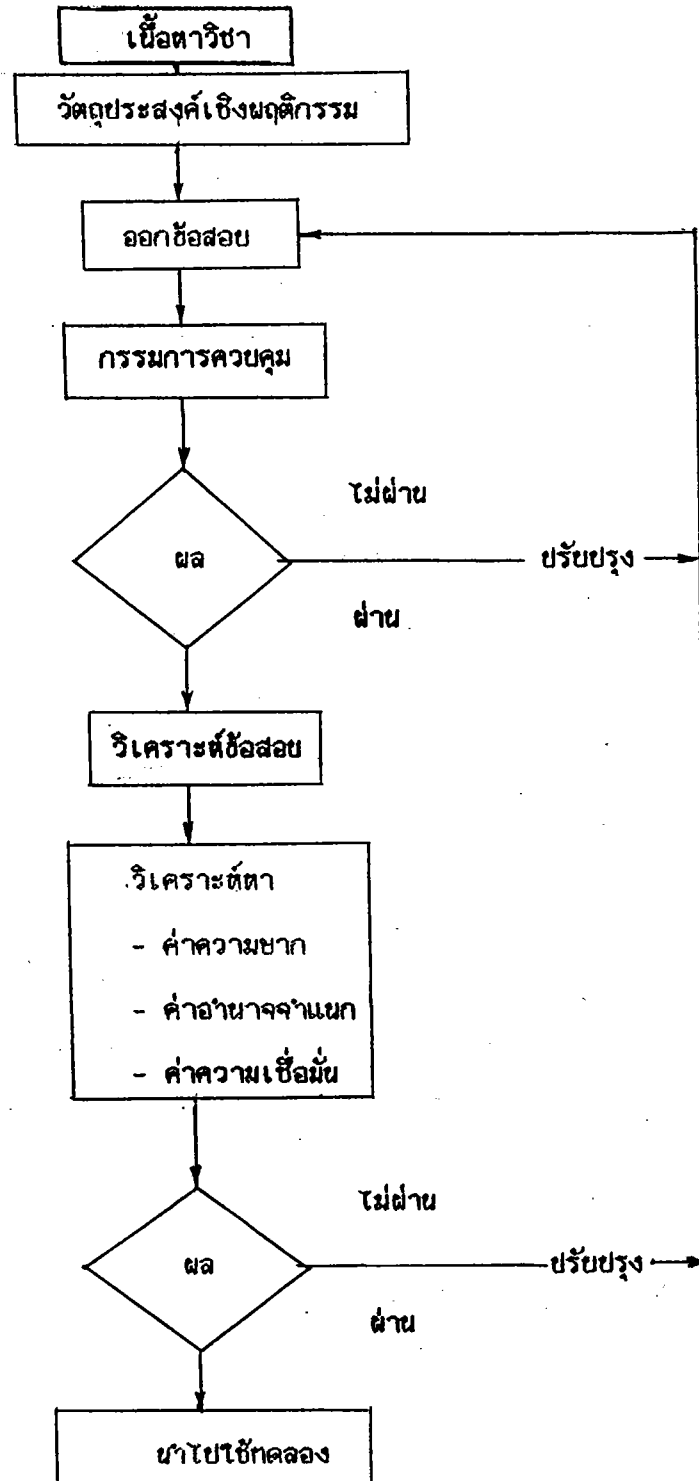 เนื้อหาวิชา
วัตถุประสงค์เชิงพฤติกรรม
ออกข้อสอบ
กรรมการควบคุม
ไม่ผ่าน
ผล
ปรับปรุง
ผ่าน
วิเคราะห์ข้อสอบ
วิเคราะห์หา
- ค่าความยาก
- ค่าอำนาจจำแนก
- ค่าความเชื่อมั่น
ไม่ผ่าน
ผล
ปรับปรุง
ผ่าน
นำไปใช้ทดลอง